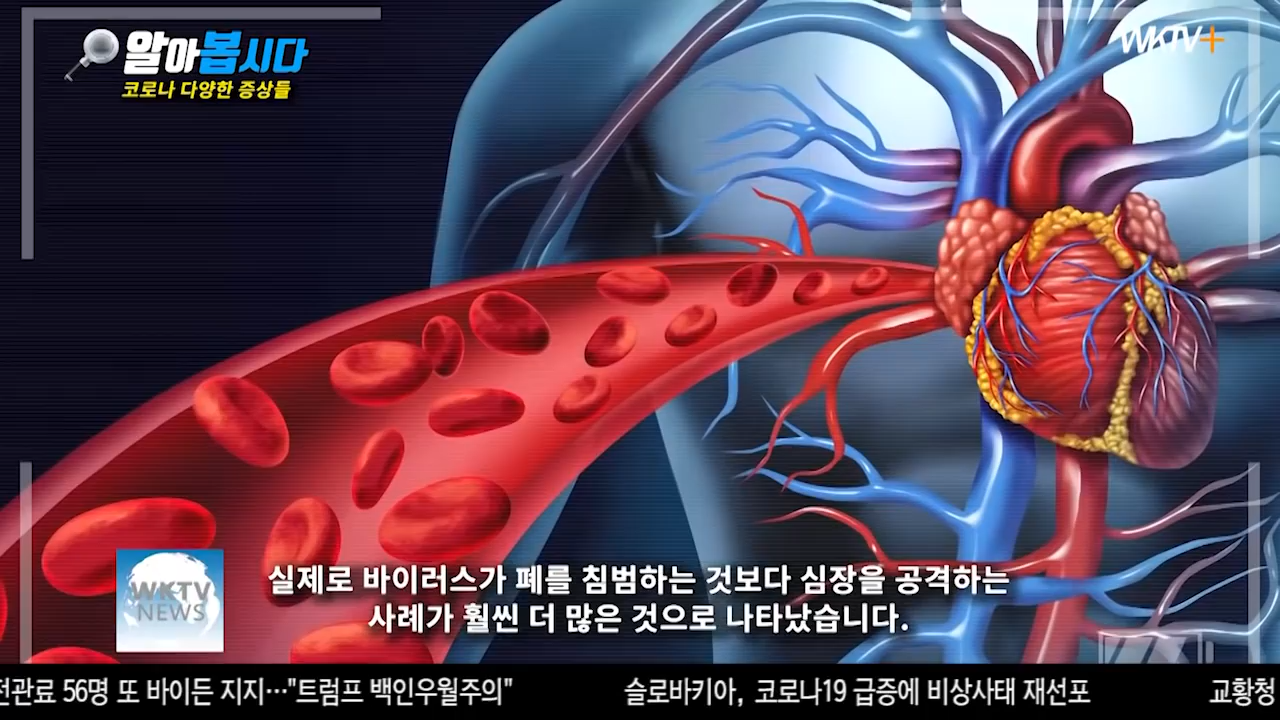 알아봅시다
코로나 다양한 증상들
WKTV+
WKTV
NEWS
실제로 바이러스가 폐를 침범하는 것보다 심장을 공격하는
사례가 훨씬 더 많은 것으로 나타났습니다.
전관료 56명 또 바이든 지지…"트럼프 백인우월주의" 슬로바키아, 코로나19 급증에 비상사태 재선포 교황청